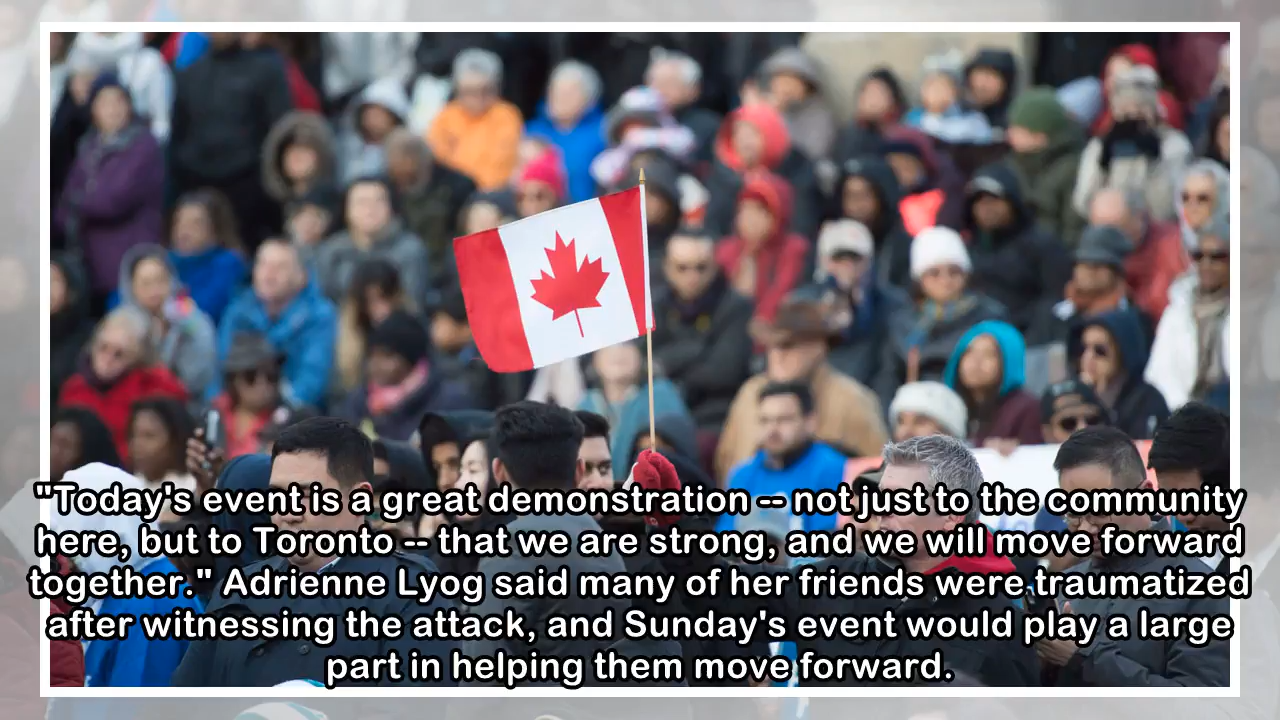 "Today's event is a great demonstration -- not just to the community
here, but to Toronto -- that we are strong, and we will move forward
together." Adrienne Lyog said many of her friends were traumatized
after witnessing the attack, and Sunday's event would play a large
part in helping them move forward.